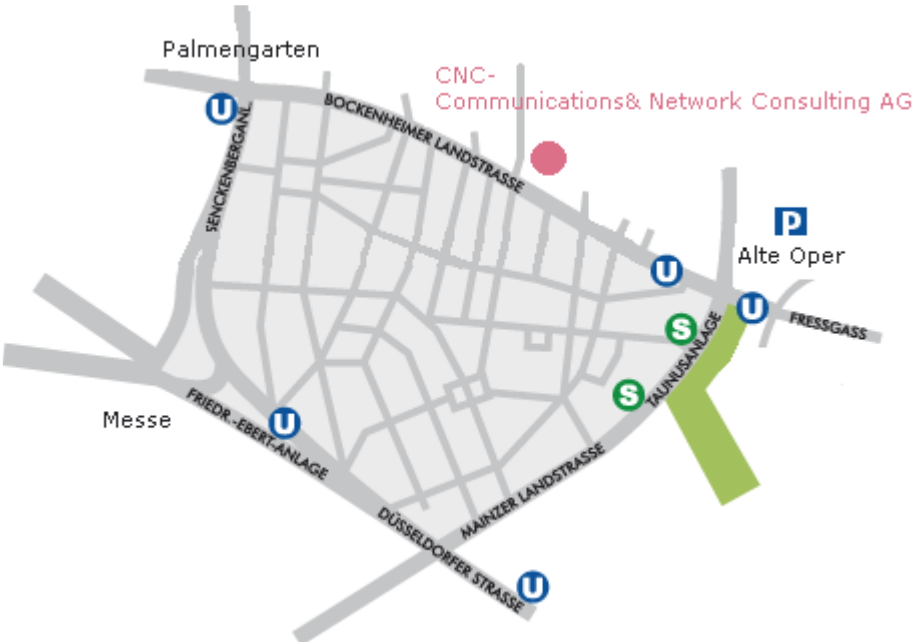 Palmengarten
CNC-
Communications& Network Consulting AG
U
BOCKENHEIMER LANDSTRASSE
SENCKENBERGANL.
P
Alte Oper
U
U
FRESSGASS
S
TAUNUSANLAGE
S
Messe
FRIEDR.-EBERT-ANLAGE
U
MAINZER LANDSTRASSE
DÜSSELDORFER STRASSE
U